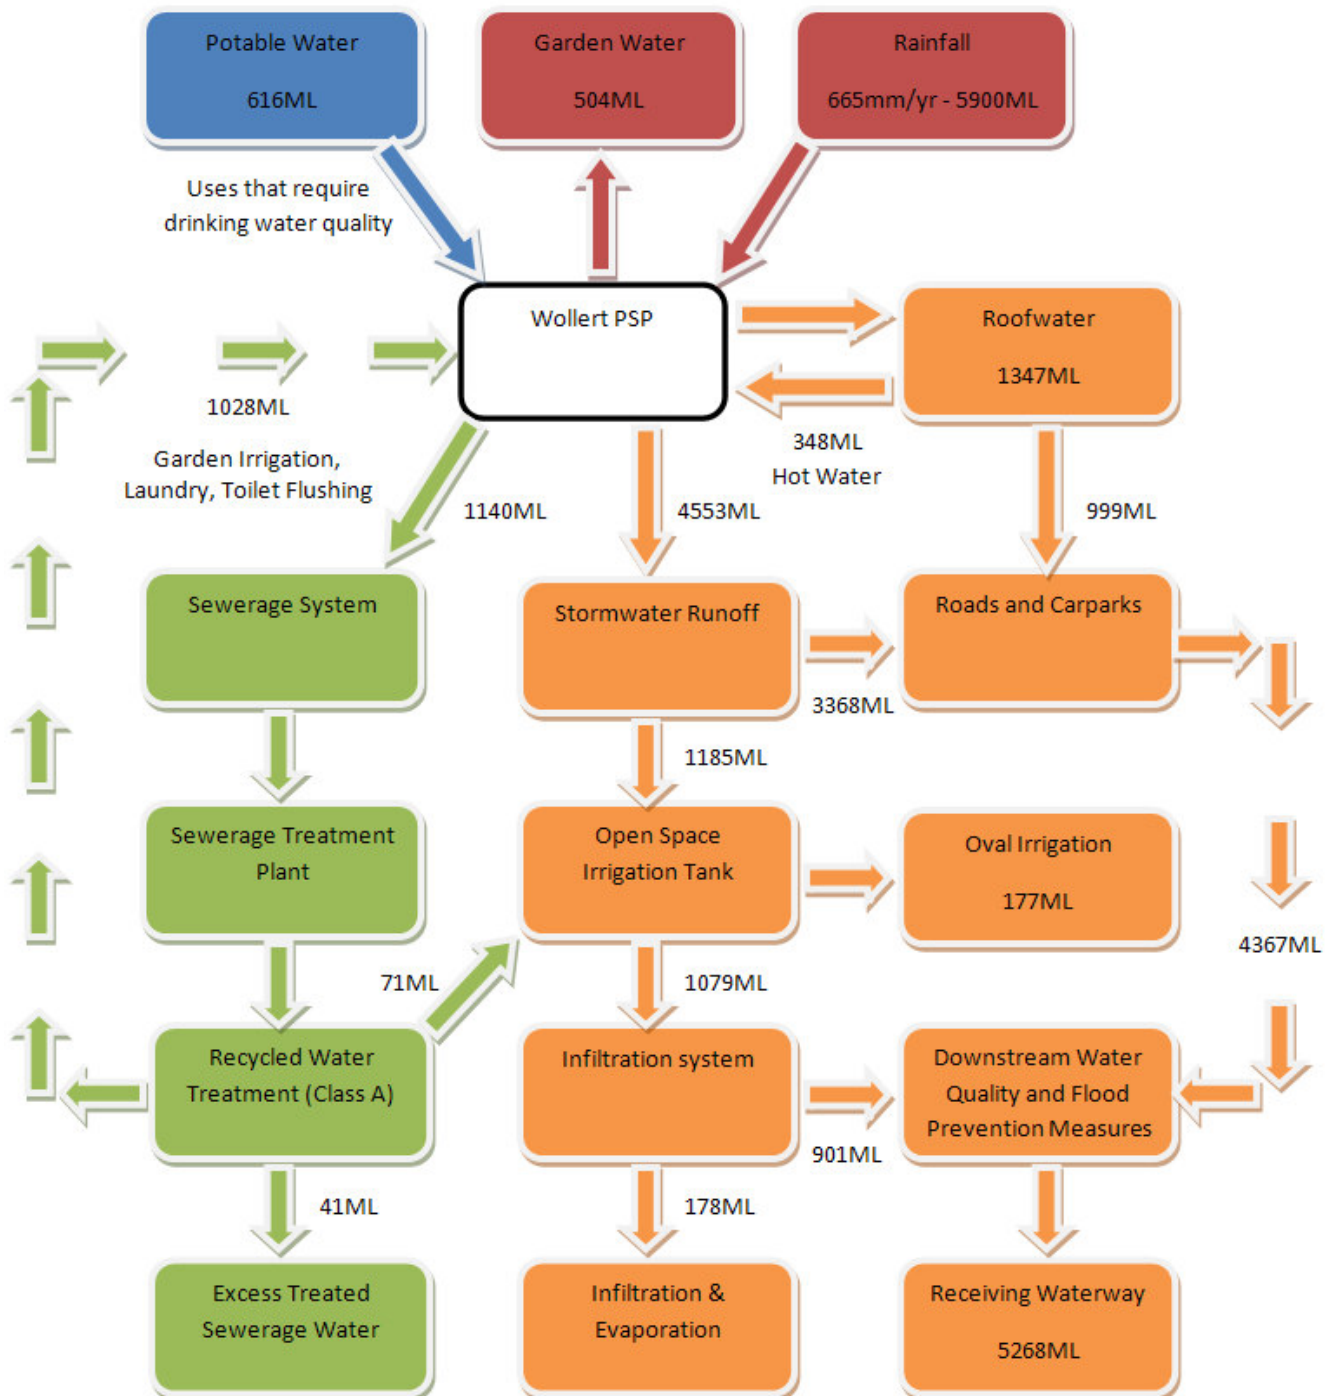 Potable Water
616ML
Garden Water
504ML
Rainfall
665mm/yr - 5900ML
Uses that require
drinking water quality
Wollert PSP
Roofwater
1347ML
1028ML
Garden Irrigation,
Laundry, Toilet Flushing
348ML
Hot Water
1140ML
4553ML
999ML
Sewerage System
Stormwater Runoff
Roads and Carparks
3368ML
1185ML
Sewerage Treatment
Plant
Open Space
Irrigation Tank
Oval Irrigation
177ML
4367ML
71ML
1079ML
Recycled Water
Treatment (Class A)
Infiltration system
Downstream Water
Quality and Flood
Prevention Measures
901ML
41ML
178ML
Excess Treated
Sewerage Water
Infiltration &
Evaporation
Receiving Waterway
5268ML